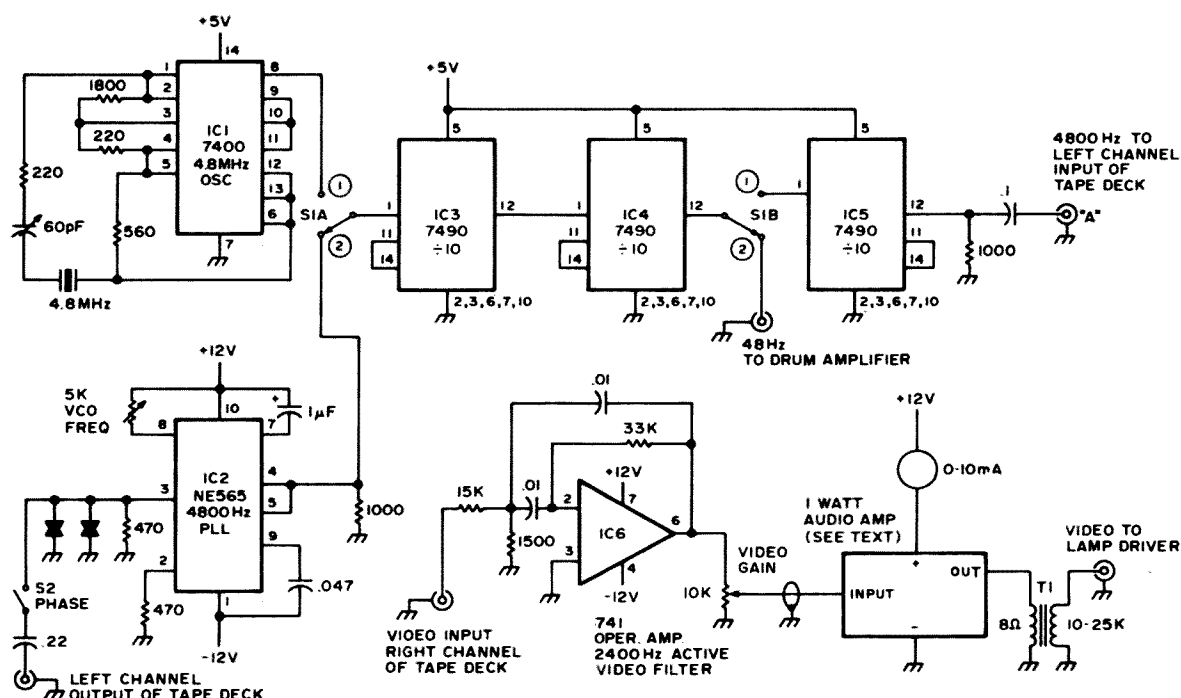 +5V
14
1
2
3
4
5
8
9
10
11
12
13
6
7
1800
220
IC1
7400
4.8MHz
OSC
220
60pF
560
4.8MHz
1
S1A
2
+5V
5
1
IC3
7490
÷10
12
11
14
2,3,6,7,10
5
1
IC4
7490
÷10
12
11
14
2,3,6,7,10
1
S1B
2
5
1
IC5
7490
÷10
12
11
14
2,3,6,7,10
.1
1000
4800Hz TO
LEFT CHANNEL
INPUT OF
TAPE DECK
"A"
48Hz
TO DRUM AMPLIFIER
+12V
5K
VCO
FREQ
10
+
1µF
8
7
IC2
NE565
4800Hz
PLL
3
4
5
9
2
1
1000
470
470
.047
-12V
S2
PHASE
.22
LEFT CHANNEL
OUTPUT OF TAPE DECK
.01
33K
15K
.01
1500
2
3
+12V
7
IC6
6
4
-12V
741
OPER. AMP.
2400Hz ACTIVE
VIDEO FILTER
VIDEO INPUT
RIGHT CHANNEL
OF TAPE DECK
VIDEO
GAIN
10K
+12V
0-10mA
1 WATT
AUDIO AMP
(SEE TEXT)
+
INPUT
OUT
-
T1
8Ω
10-25K
VIDEO TO
LAMP DRIVER